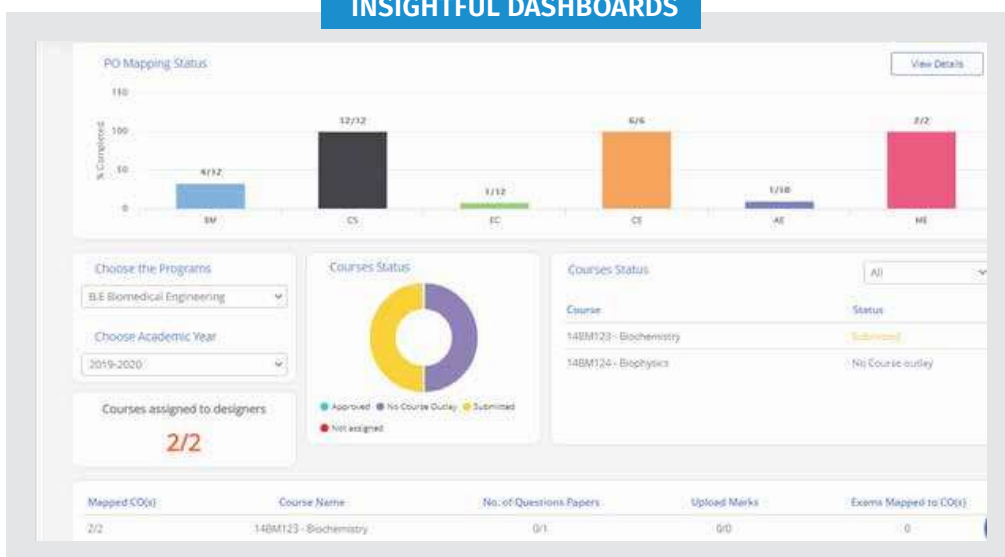 INSIGHTFUL DASHBOARDS
PO Mapping Status
View Details
150
100
50
0
% Completed
4/12
12/12
1/12
6/6
1/10
2/2
BM
CS
EC
CE
AE
ME
Choose the Programs
B.E Biomedical Engineering
Choose Academic Year
2019-2020
Courses assigned to designers
2/2
Courses Status
Approved
No Course Outlay
Submitted
Not assigned
Courses Status
All
Course Status
14BM123 - Biochemistry Submitted
14BM124 - Biophysics No Course outlay
Mapped CO(s) Course Name No. of Questions Papers Upload Marks Exams Mapped to CO(s)
2/2 14BM123 - Biochemistry 0/1 0/0 0